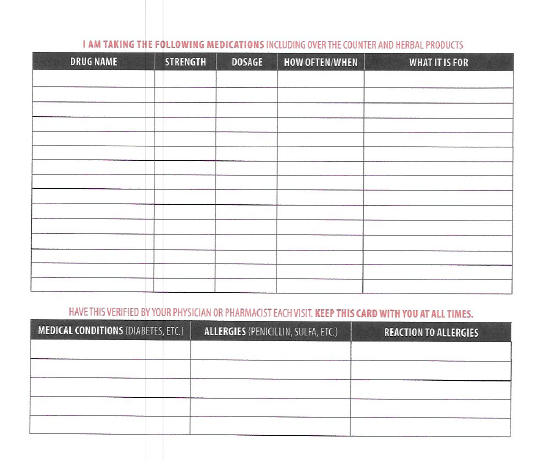 I AM TAKING THE FOLLOWING MEDICATIONS INCLUDING OVER THE COUNTER AND HERBAL PRODUCTS
DRUG NAME STRENGTH DOSAGE HOW OFTEN/WHEN WHAT IT IS FOR
HAVE THIS VERIFIED BY YOUR PHYSICIAN OR PHARMACIST EACH VISIT. KEEP THIS CARD WITH YOU AT ALL TIMES.
MEDICAL CONDITIONS (DIABETES, ETC.) ALLERGIES (PENICILLIN, SULFA, ETC.) REACTION TO ALLERGIES